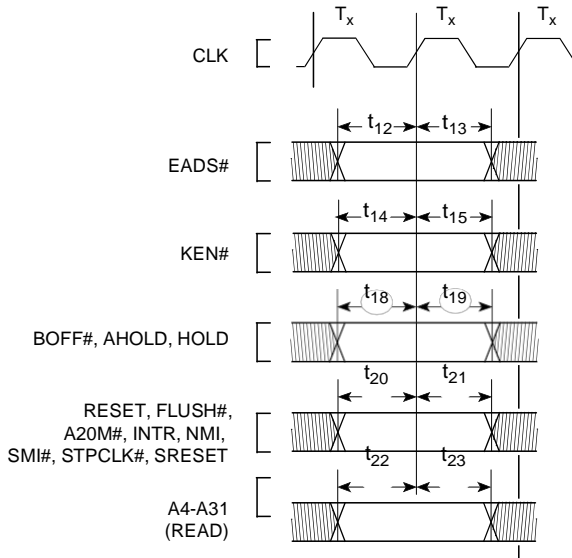 Tx Tx Tx
CLK
t12 t13
EADS#
t14 t15
KEN#
t18 t19
BOFF#, AHOLD, HOLD
t20 t21
RESET, FLUSH#,
A20M#, INTR, NMI,
SMI#, STPCLK#, SRESET
t22 t23
A4-A31
(READ)